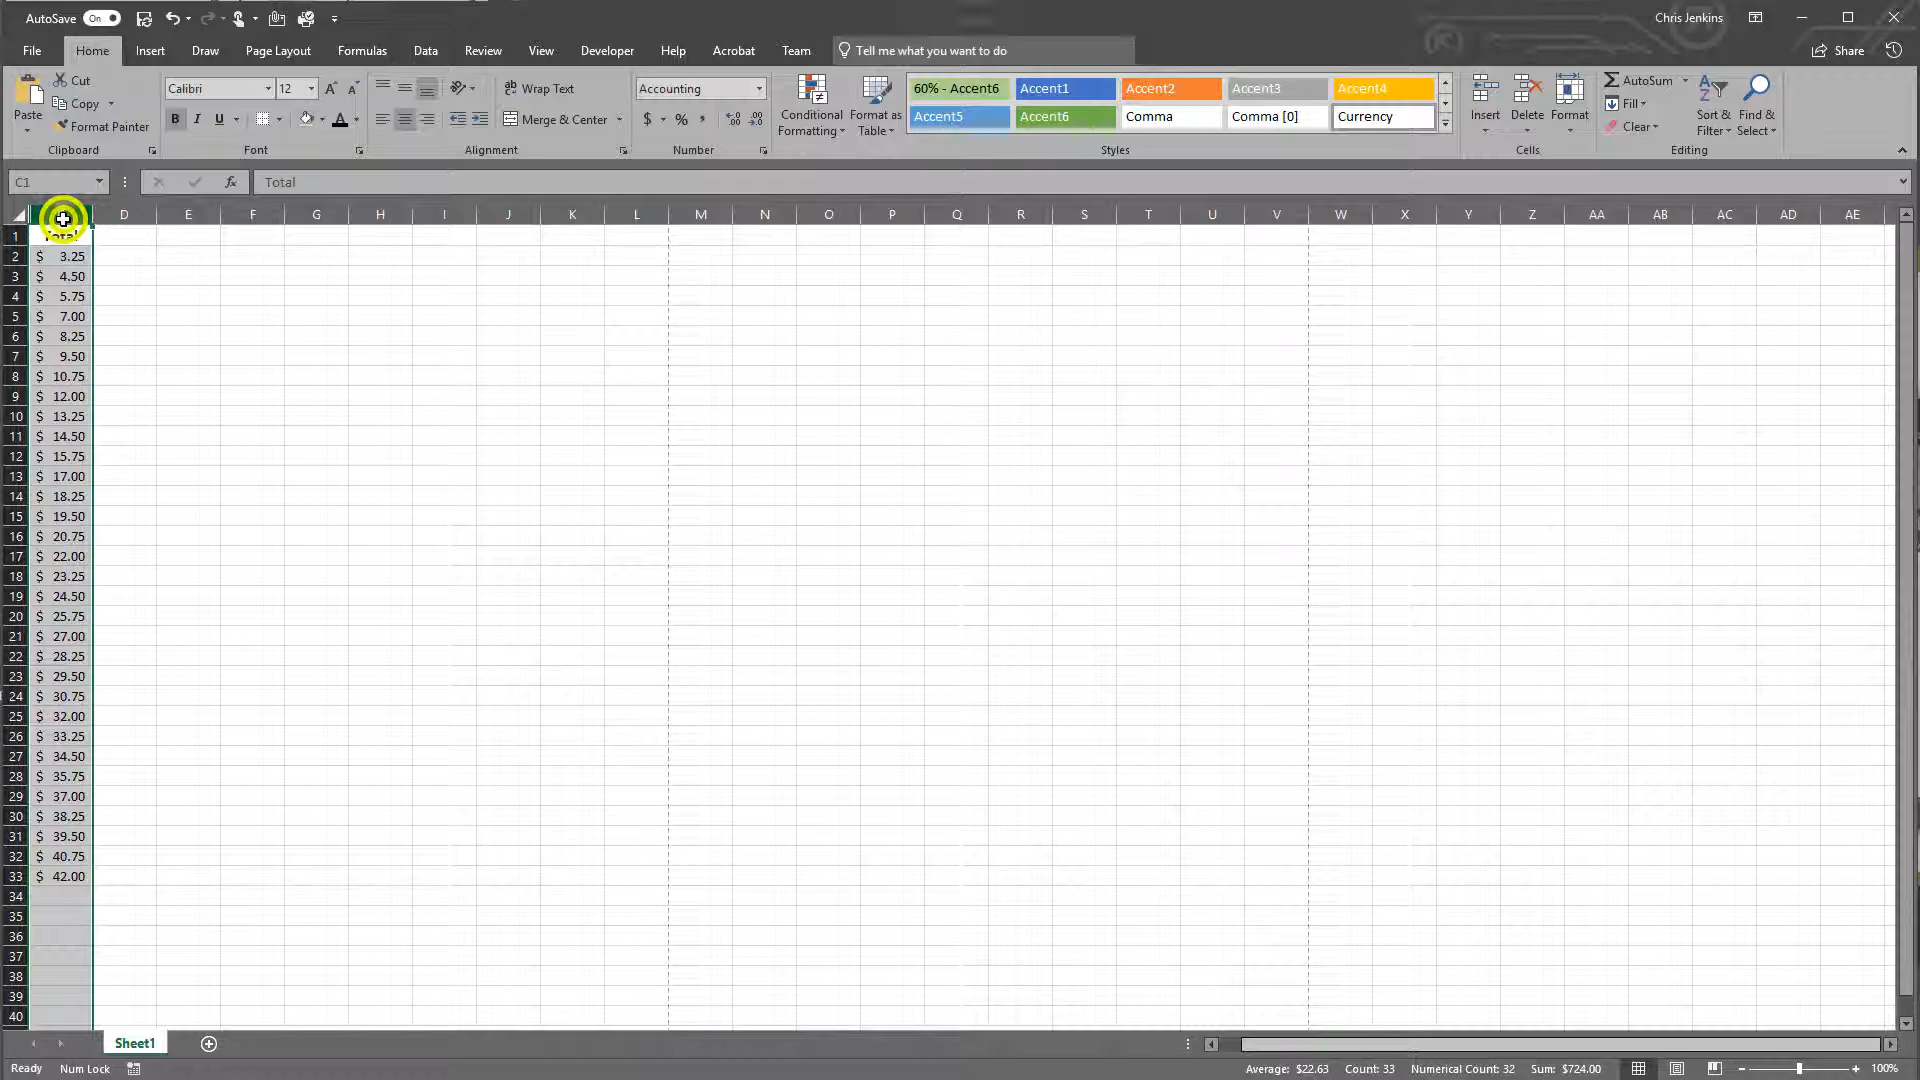 AutoSave On
Chris Jenkins
File Home Insert Draw Page Layout Formulas Data Review View Developer Help Acrobat Team Tell me what you want to do Share
Paste
Cut
Copy
Format Painter
Clipboard
Calibri 12
B I U
Font
Wrap Text
Merge & Center
Alignment
Accounting
$ %
Number
Conditional Formatting
Format as Table
60% - Accent6 Accent1 Accent2 Accent3 Accent4
Accent5 Accent6 Comma Comma [0] Currency
Styles
Insert Delete Format
Cells
AutoSum
Fill
Clear
Sort & Filter
Find & Select
Editing
C1 fx Total
D E F G H I J K L M N O P Q R S T U V W X Y Z AA AB AC AD AE
1 Total
2 $ 3.25
3 $ 4.50
4 $ 5.75
5 $ 7.00
6 $ 8.25
7 $ 9.50
8 $ 10.75
9 $ 12.00
10 $ 13.25
11 $ 14.50
12 $ 15.75
13 $ 17.00
14 $ 18.25
15 $ 19.50
16 $ 20.75
17 $ 22.00
18 $ 23.25
19 $ 24.50
20 $ 25.75
21 $ 27.00
22 $ 28.25
23 $ 29.50
24 $ 30.75
25 $ 32.00
26 $ 33.25
27 $ 34.50
28 $ 35.75
29 $ 37.00
30 $ 38.25
31 $ 39.50
32 $ 40.75
33 $ 42.00
34
35
36
37
38
39
40
Sheet1
Ready Num Lock Average: $22.63 Count: 33 Numerical Count: 32 Sum: $724.00 100%